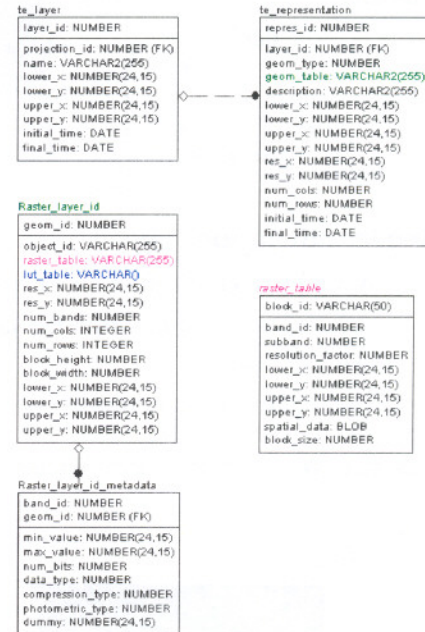 te_layer
layer_id: NUMBER
projection_id: NUMBER (FK)
name: VARCHAR2(255)
lower_x: NUMBER(24,15)
lower_y: NUMBER(24,15)
upper_x: NUMBER(24,15)
upper_y: NUMBER(24,15)
initial_time: DATE
final_time: DATE
te_representation
repres_id: NUMBER
layer_id: NUMBER (FK)
geom_type: NUMBER
geom_table: VARCHAR2(255)
description: VARCHAR2(255)
lower_x: NUMBER(24,15)
lower_y: NUMBER(24,15)
upper_x: NUMBER(24,15)
upper_y: NUMBER(24,15)
res_x: NUMBER(24,15)
res_y: NUMBER(24,15)
num_cols: NUMBER
num_rows: NUMBER
initial_time: DATE
final_time: DATE
Raster_layer_id
geom_id: NUMBER
object_id: VARCHAR(255)
raster_table: VARCHAR(255)
lut_table: VARCHAR()
res_x: NUMBER(24,15)
res_y: NUMBER(24,15)
num_bands: NUMBER
num_cols: INTEGER
num_rows: INTEGER
block_height: NUMBER
block_width: NUMBER
lower_x: NUMBER(24,15)
lower_y: NUMBER(24,15)
upper_x: NUMBER(24,15)
upper_y: NUMBER(24,15)
raster_table
block_id: VARCHAR(50)
band_id: NUMBER
subband: NUMBER
resolution_factor: NUMBER
lower_x: NUMBER(24,15)
lower_y: NUMBER(24,15)
upper_x: NUMBER(24,15)
upper_y: NUMBER(24,15)
spatial_data: BLOB
block_size: NUMBER
Raster_layer_id_metadata
band_id: NUMBER
geom_id: NUMBER (FK)
min_value: NUMBER(24,15)
max_value: NUMBER(24,15)
num_bits: NUMBER
data_type: NUMBER
compression_type: NUMBER
photometric_type: NUMBER
dummy: NUMBER(24,15)